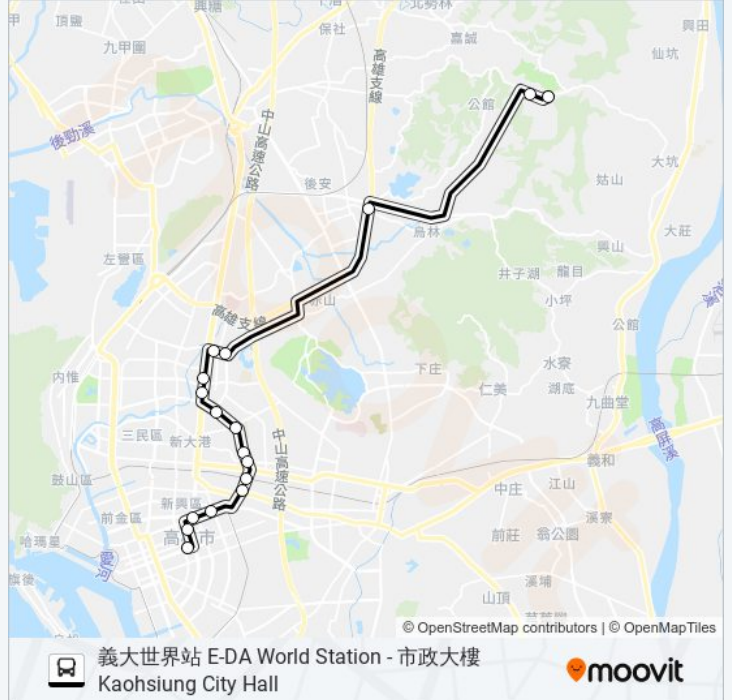 興糖
北勢林
頂鹽
保社
嘉誠
興田
九甲圍
仙坑
高雄支線
中山高速公路
公館
後勁溪
後安
大坑
姑山
烏林
大莊
興山
左營區
井子湖
龍目
小坪
赤山
高雄支線
公館
水寮
下庄
內惟
仁美
湖底
九曲堂
高屏溪
三民區
新大港
中山高速公路
義和
鼓山區
中庄
江山
新興區
前金區
溪寮
高雄市
前莊
翁公園
哈瑪星
愛河
旗後
溪埔
山頂
© OpenStreetMap contributors | © OpenMapTiles
義大世界站 E-DA World Station - 市政大樓
Kaohsiung City Hall
moovit